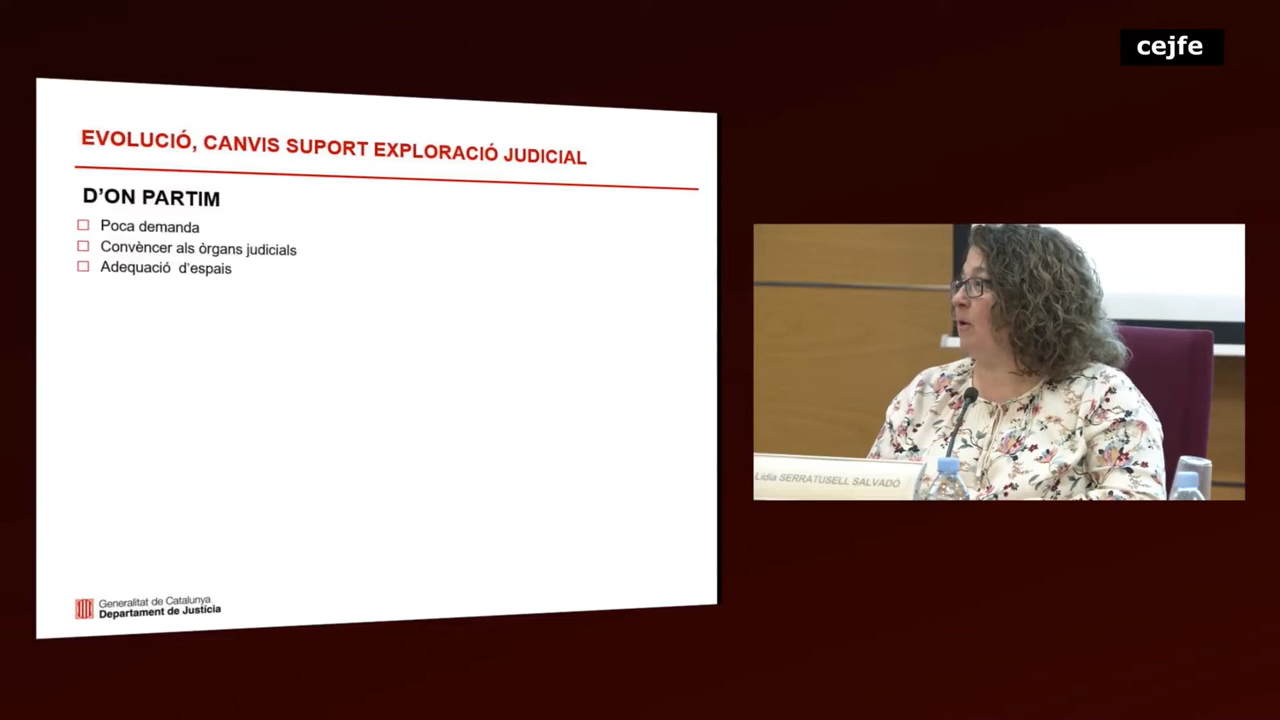 cejfe
EVOLUCIÓ, CANVIS SUPORT EXPLORACIÓ JUDICIAL
D'ON PARTIM
Poca demanda
Convèncer als òrgans judicials
Adequació d'espais
Generalitat de Catalunya
Departament de Justícia
Lidia SERRATUSELL SALVADÓ